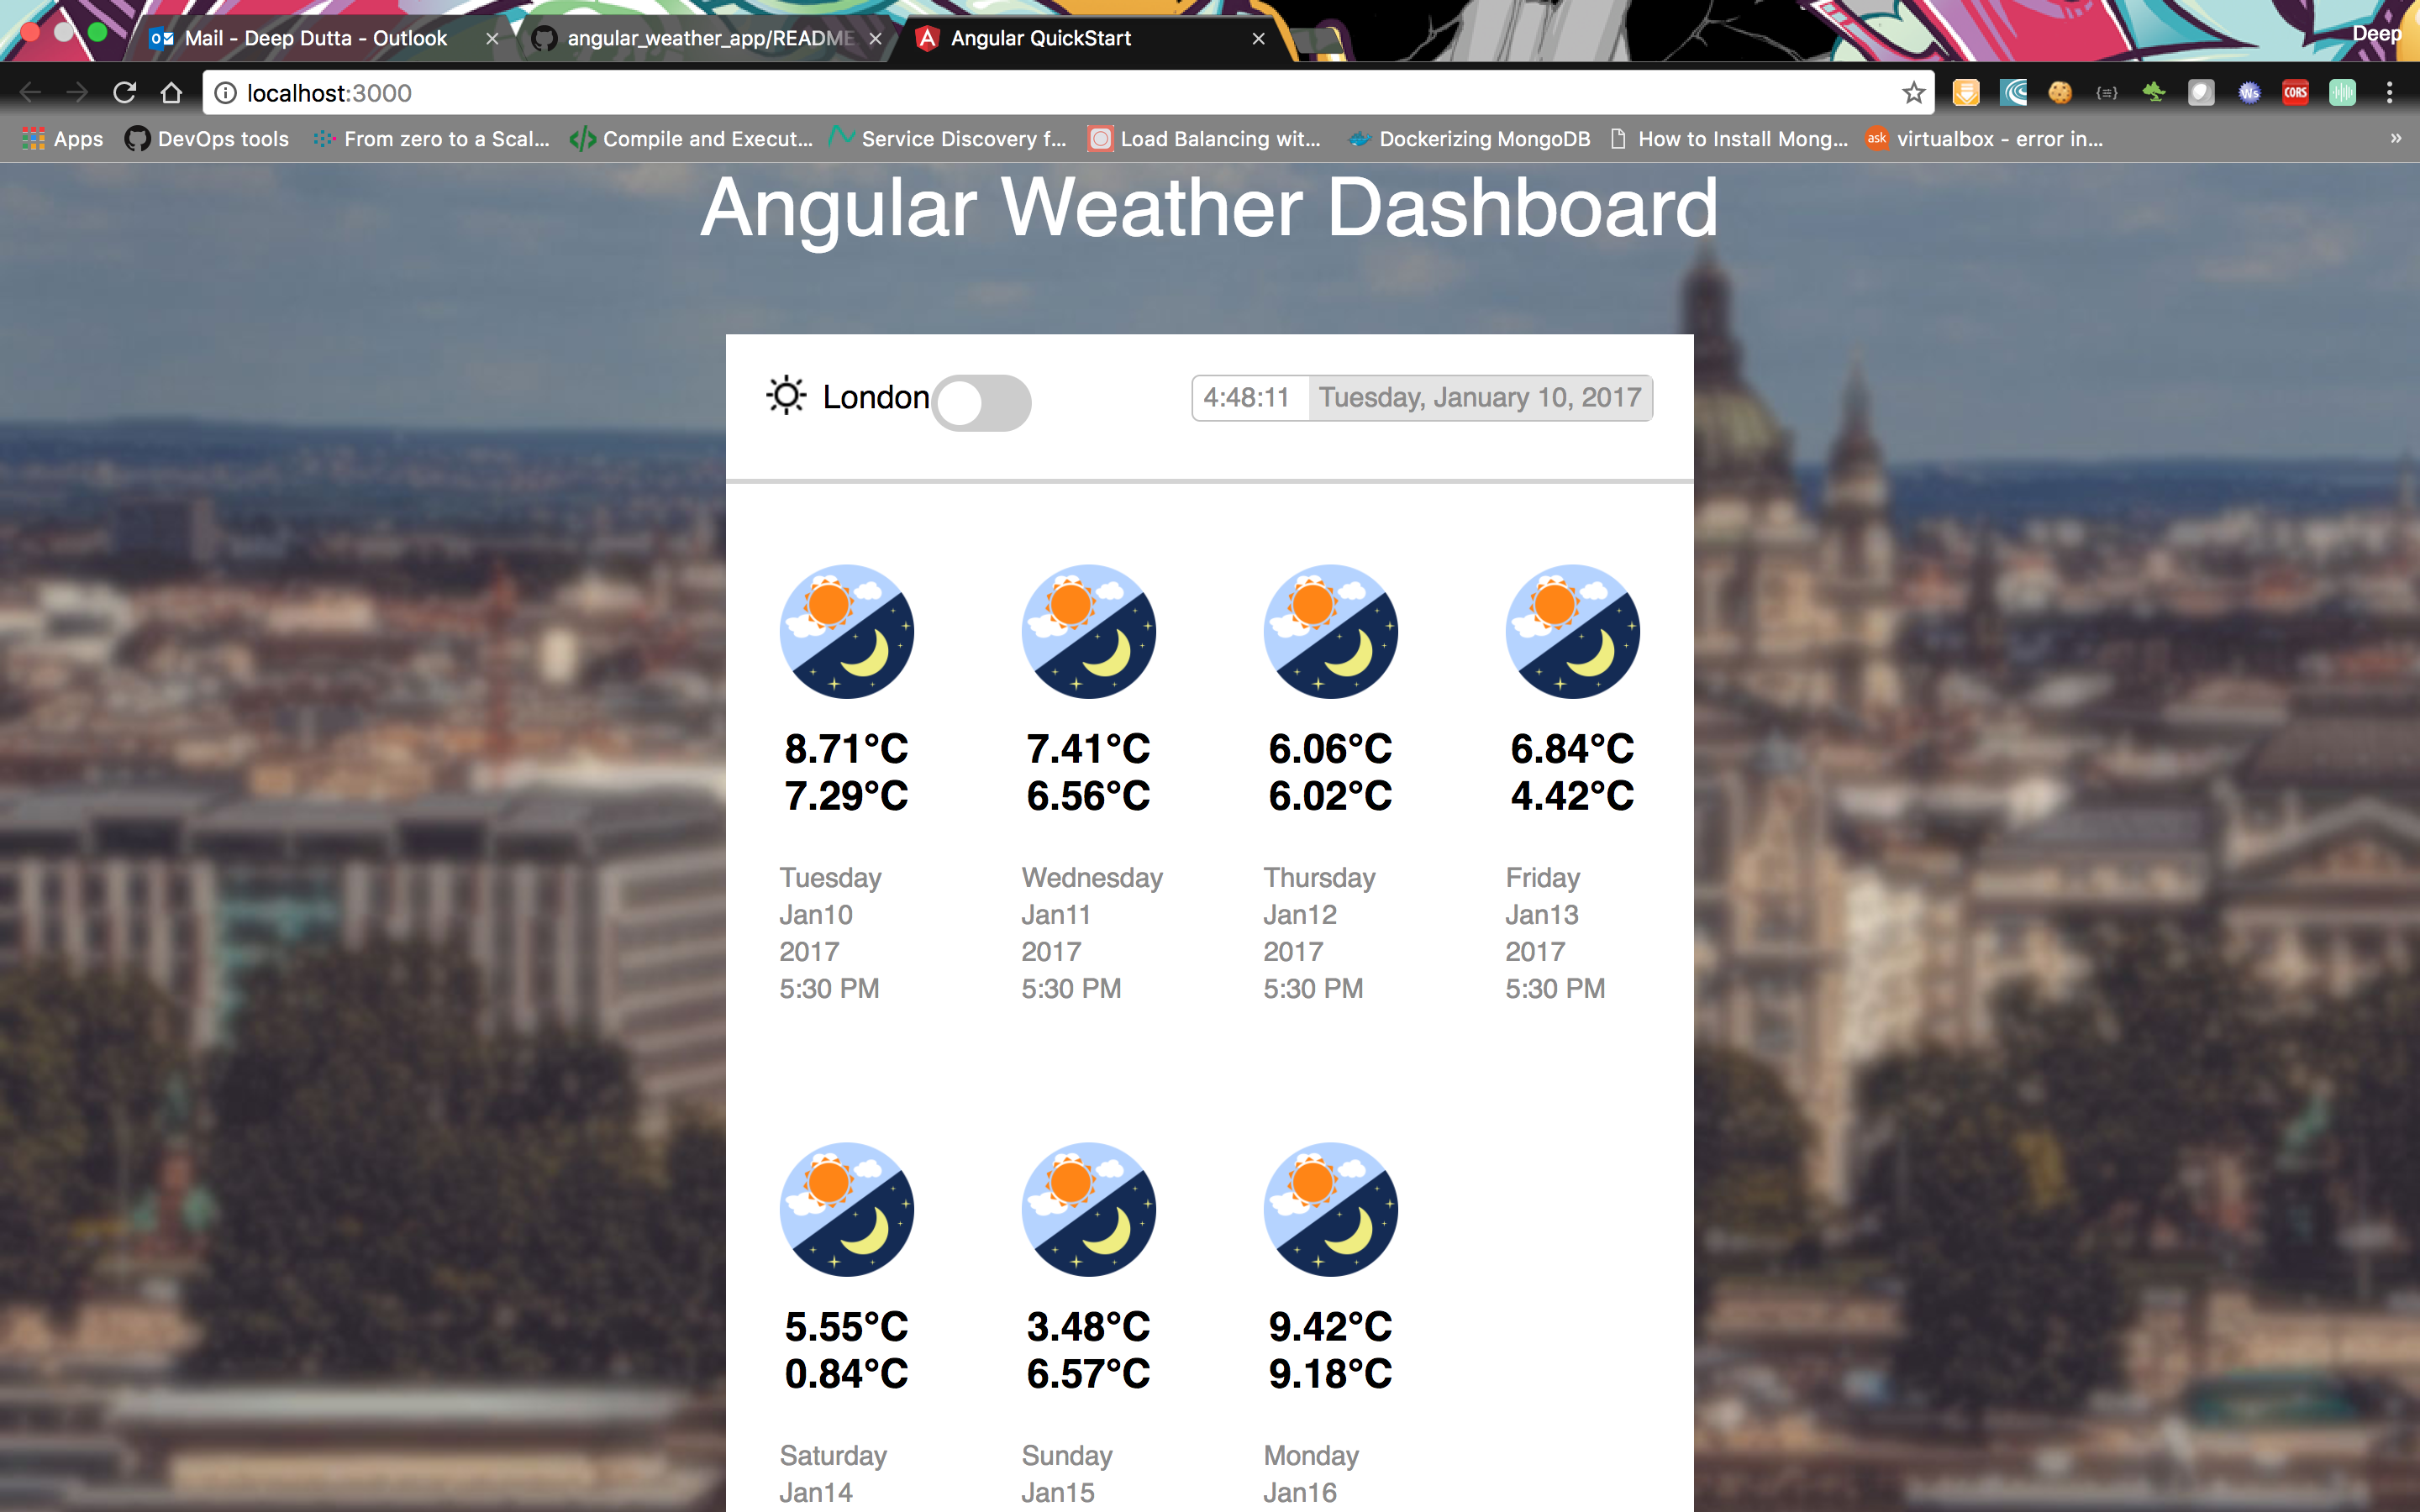 Mail - Deep Dutta - Outlook
angular_weather_app/README
Angular QuickStart
Deep
localhost:3000
Ws
CORS
Apps
DevOps tools
From zero to a Scal...
Compile and Execut...
Service Discovery f...
Load Balancing wit...
Dockerizing MongoDB
How to Install Mong...
ask
virtualbox - error in...
»
Angular Weather Dashboard
London
4:48:11 Tuesday, January 10, 2017
8.71°C
7.29°C
Tuesday
Jan10
2017
5:30 PM
7.41°C
6.56°C
Wednesday
Jan11
2017
5:30 PM
6.06°C
6.02°C
Thursday
Jan12
2017
5:30 PM
6.84°C
4.42°C
Friday
Jan13
2017
5:30 PM
5.55°C
0.84°C
Saturday
Jan14
3.48°C
6.57°C
Sunday
Jan15
9.42°C
9.18°C
Monday
Jan16